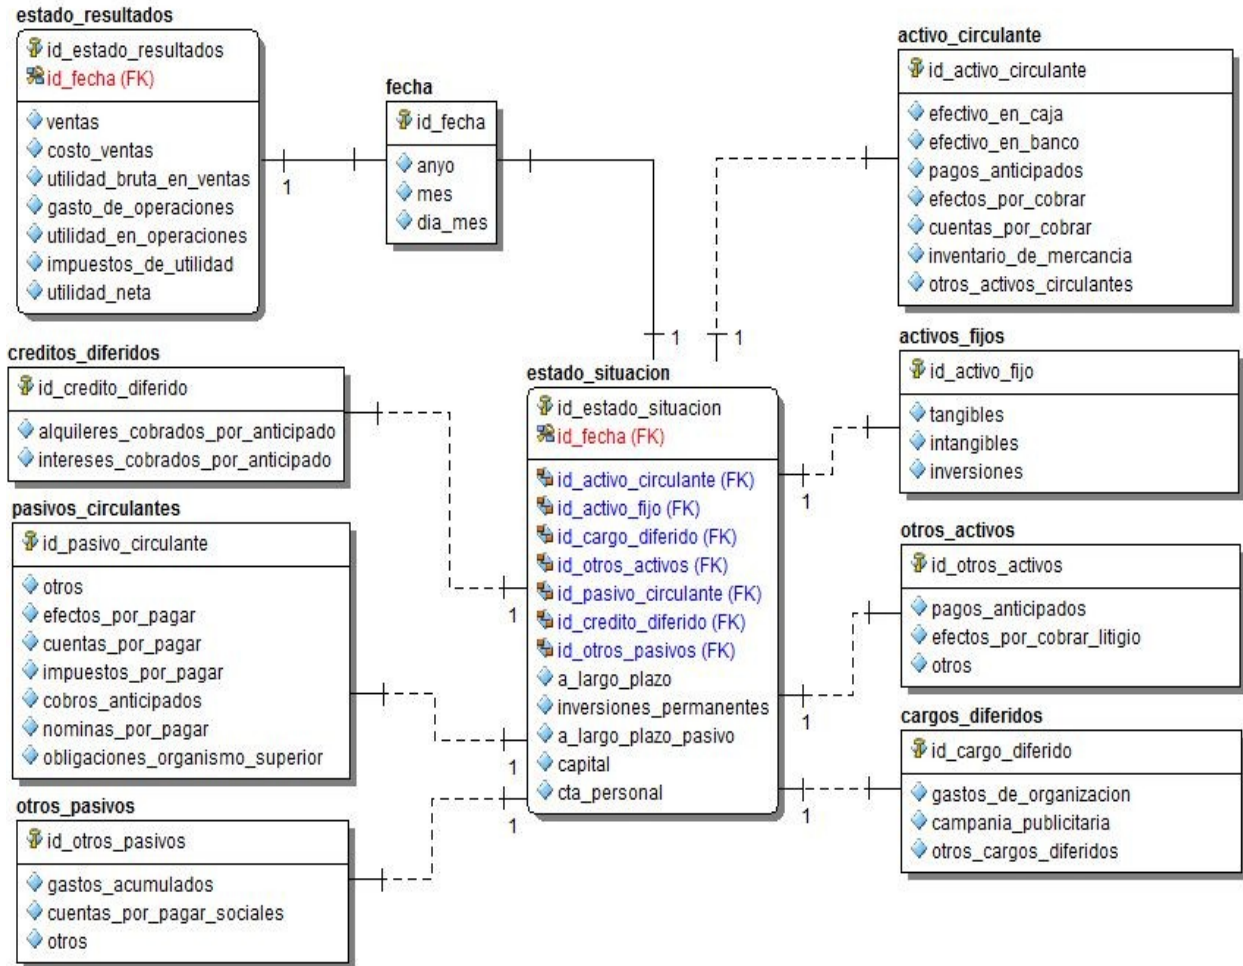 estado_resultados
id_estado_resultados
id_fecha (FK)
ventas
costo_ventas
utilidad_bruta_en_ventas
gasto_de_operaciones
utilidad_en_operaciones
impuestos_de_utilidad
utilidad_neta
1
fecha
id_fecha
anyo
mes
dia_mes
1
activo_circulante
id_activo_circulante
efectivo_en_caja
efectivo_en_banco
pagos_anticipados
efectos_por_cobrar
cuentas_por_cobrar
inventario_de_mercancia
otros_activos_circulantes
1
creditos_diferidos
id_credito_diferido
alquileres_cobrados_por_anticipado
intereses_cobrados_por_anticipado
1
pasivos_circulantes
id_pasivo_circulante
otros
efectos_por_pagar
cuentas_por_pagar
impuestos_por_pagar
cobros_anticipados
nominas_por_pagar
obligaciones_organismo_superior
1
otros_pasivos
id_otros_pasivos
gastos_acumulados
cuentas_por_pagar_sociales
otros
1
estado_situacion
id_estado_situacion
id_fecha (FK)
id_activo_circulante (FK)
id_activo_fijo (FK)
id_cargo_diferido (FK)
id_otros_activos (FK)
id_pasivo_circulante (FK)
id_credito_diferido (FK)
id_otros_pasivos (FK)
a_largo_plazo
inversiones_permanentes
a_largo_plazo_pasivo
capital
cta_personal
activos_fijos
id_activo_fijo
tangibles
intangibles
inversiones
1
otros_activos
id_otros_activos
pagos_anticipados
efectos_por_cobrar_litigio
otros
1
cargos_diferidos
id_cargo_diferido
gastos_de_organizacion
campania_publicitaria
otros_cargos_diferidos
1